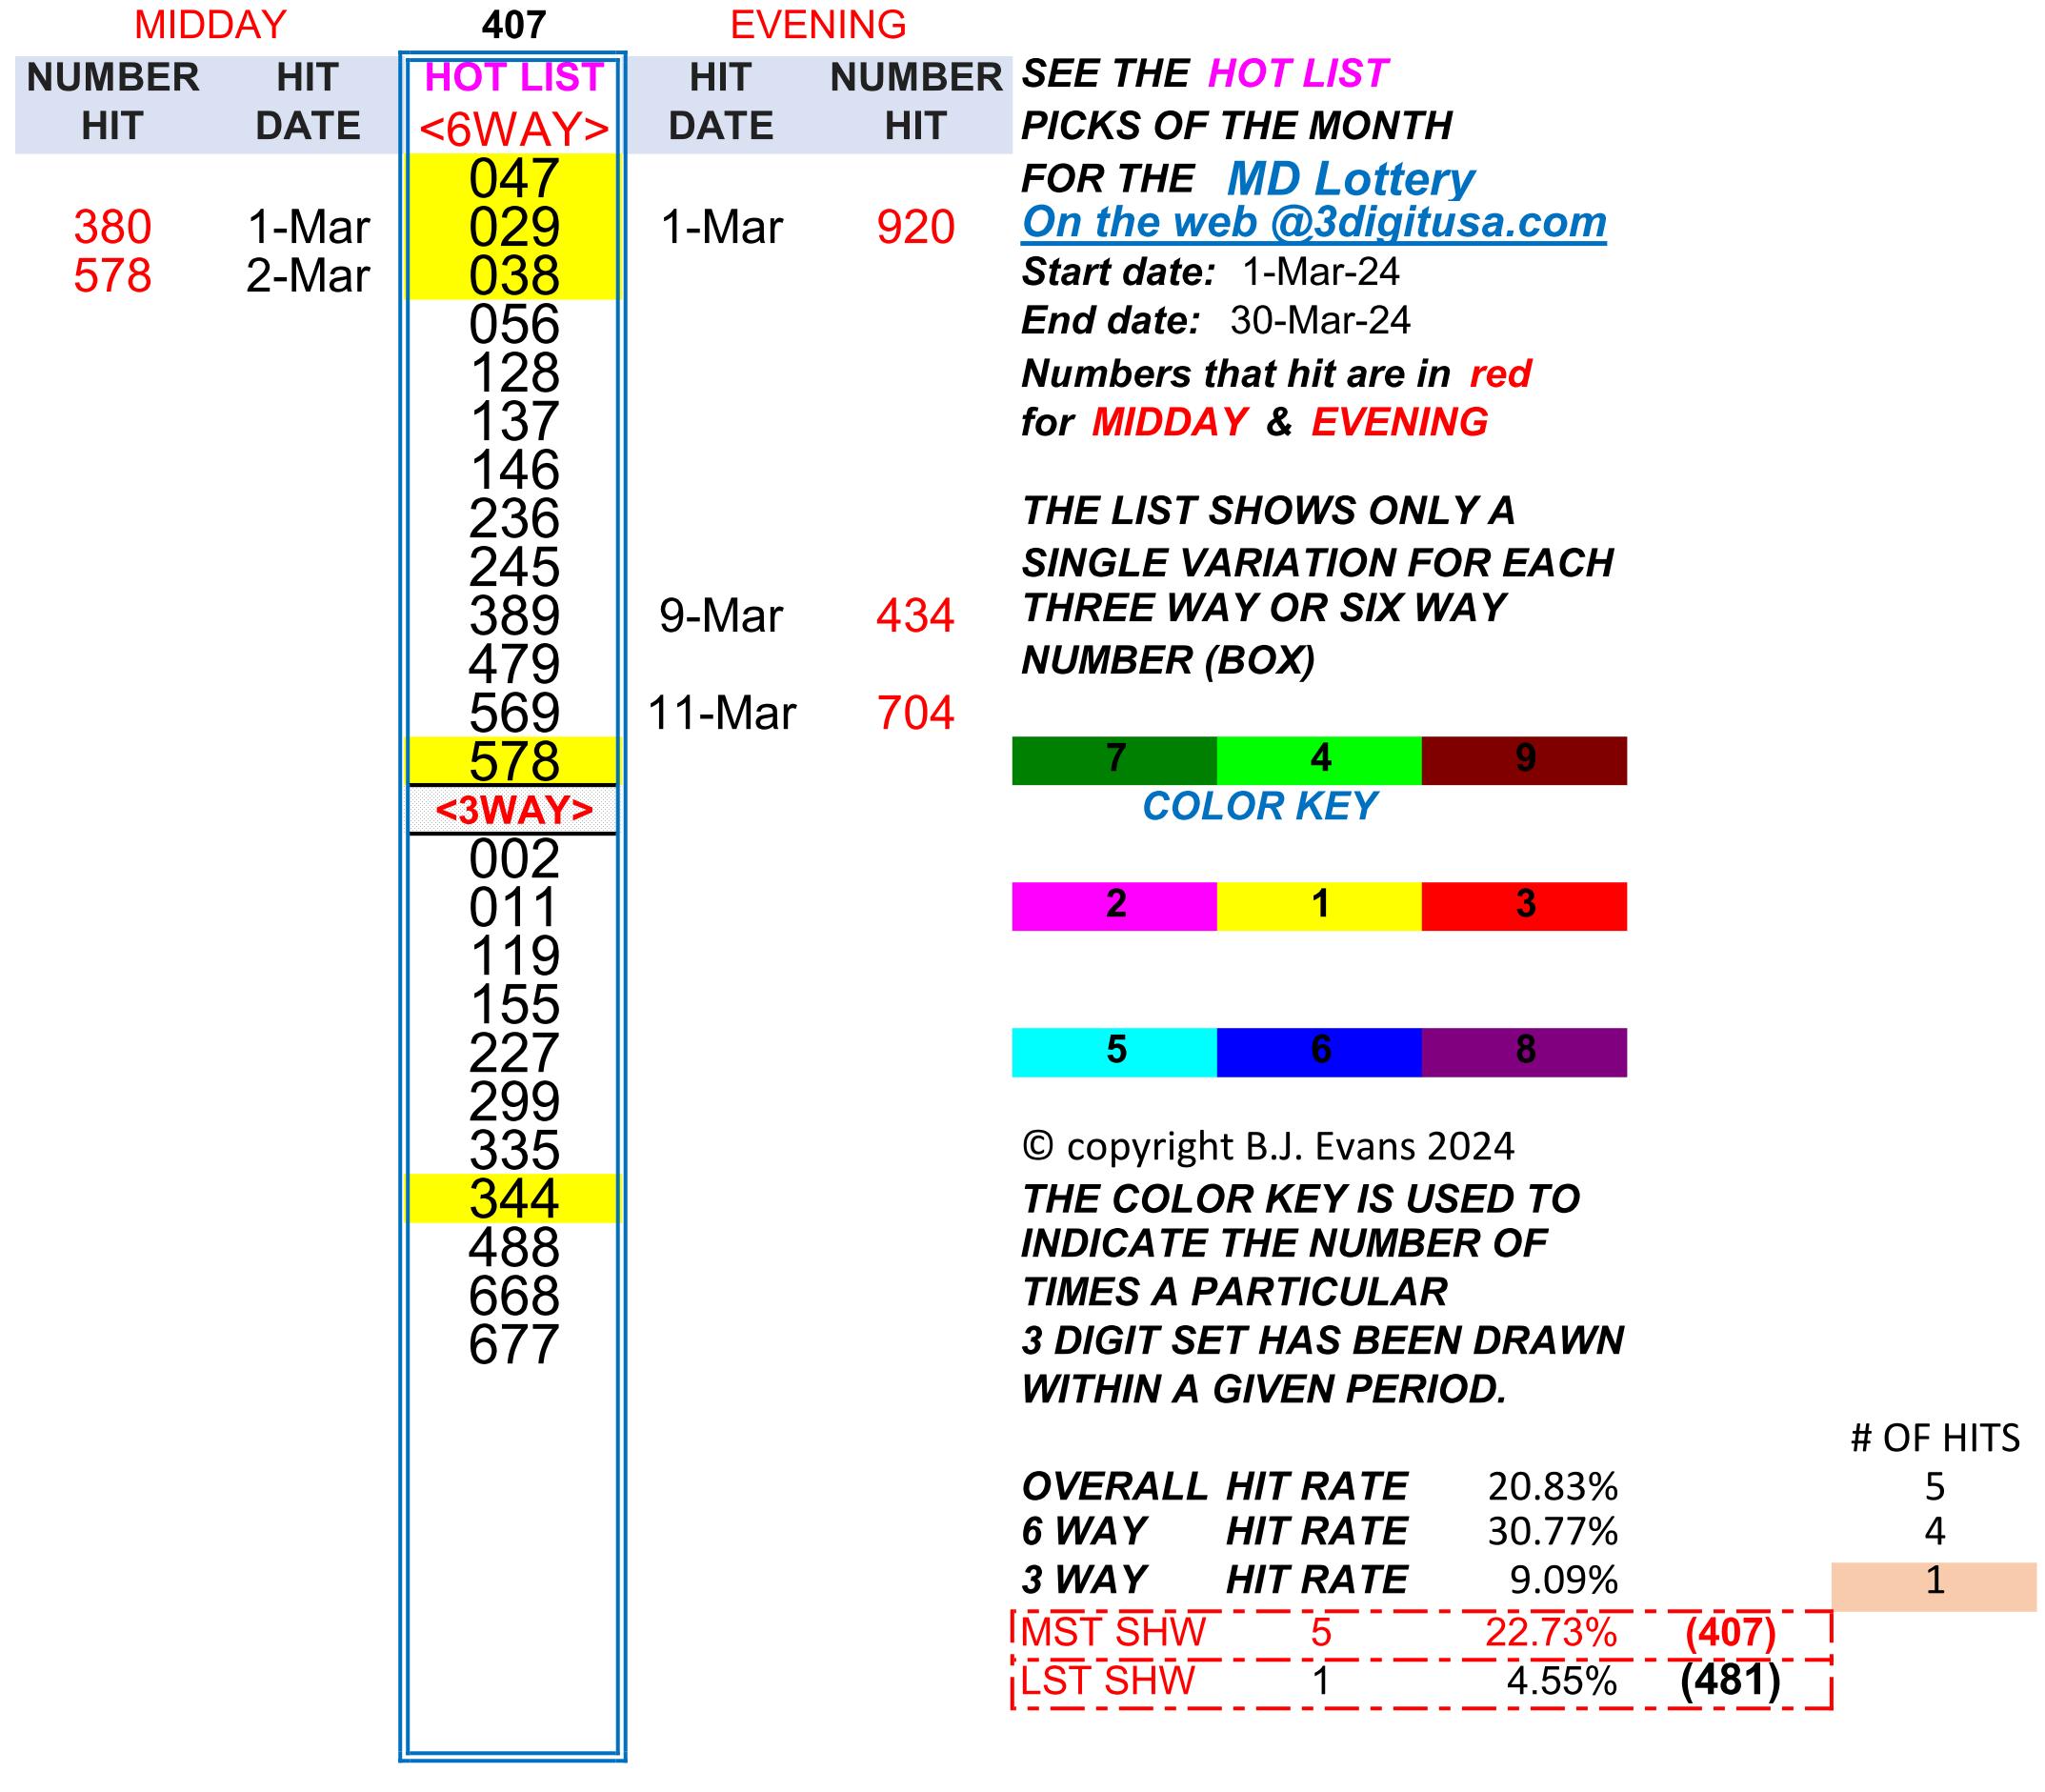 MIDDAY 407 EVENING
NUMBER HIT HOT LIST HIT NUMBER
HIT DATE <6WAY> DATE HIT
047
380 1-Mar 029 1-Mar 920
578 2-Mar 038
056
128
137
146
236
245
389 9-Mar 434
479
569 11-Mar 704
578
<3WAY>
002
011
119
155
227
299
335
344
488
668
677
SEE THE HOT LIST
PICKS OF THE MONTH
FOR THE MD Lottery
On the web @3digitusa.com
Start date: 1-Mar-24
End date: 30-Mar-24
Numbers that hit are in red
for MIDDAY & EVENING
THE LIST SHOWS ONLY A
SINGLE VARIATION FOR EACH
THREE WAY OR SIX WAY
NUMBER (BOX)
7 4 9
COLOR KEY
2 1 3
5 6 8
© copyright B.J. Evans 2024
THE COLOR KEY IS USED TO
INDICATE THE NUMBER OF
TIMES A PARTICULAR
3 DIGIT SET HAS BEEN DRAWN
WITHIN A GIVEN PERIOD.
# OF HITS
OVERALL HIT RATE 20.83% 5
6 WAY HIT RATE 30.77% 4
3 WAY HIT RATE 9.09% 1
MST SHW 5 22.73% (407)
LST SHW 1 4.55% (481)